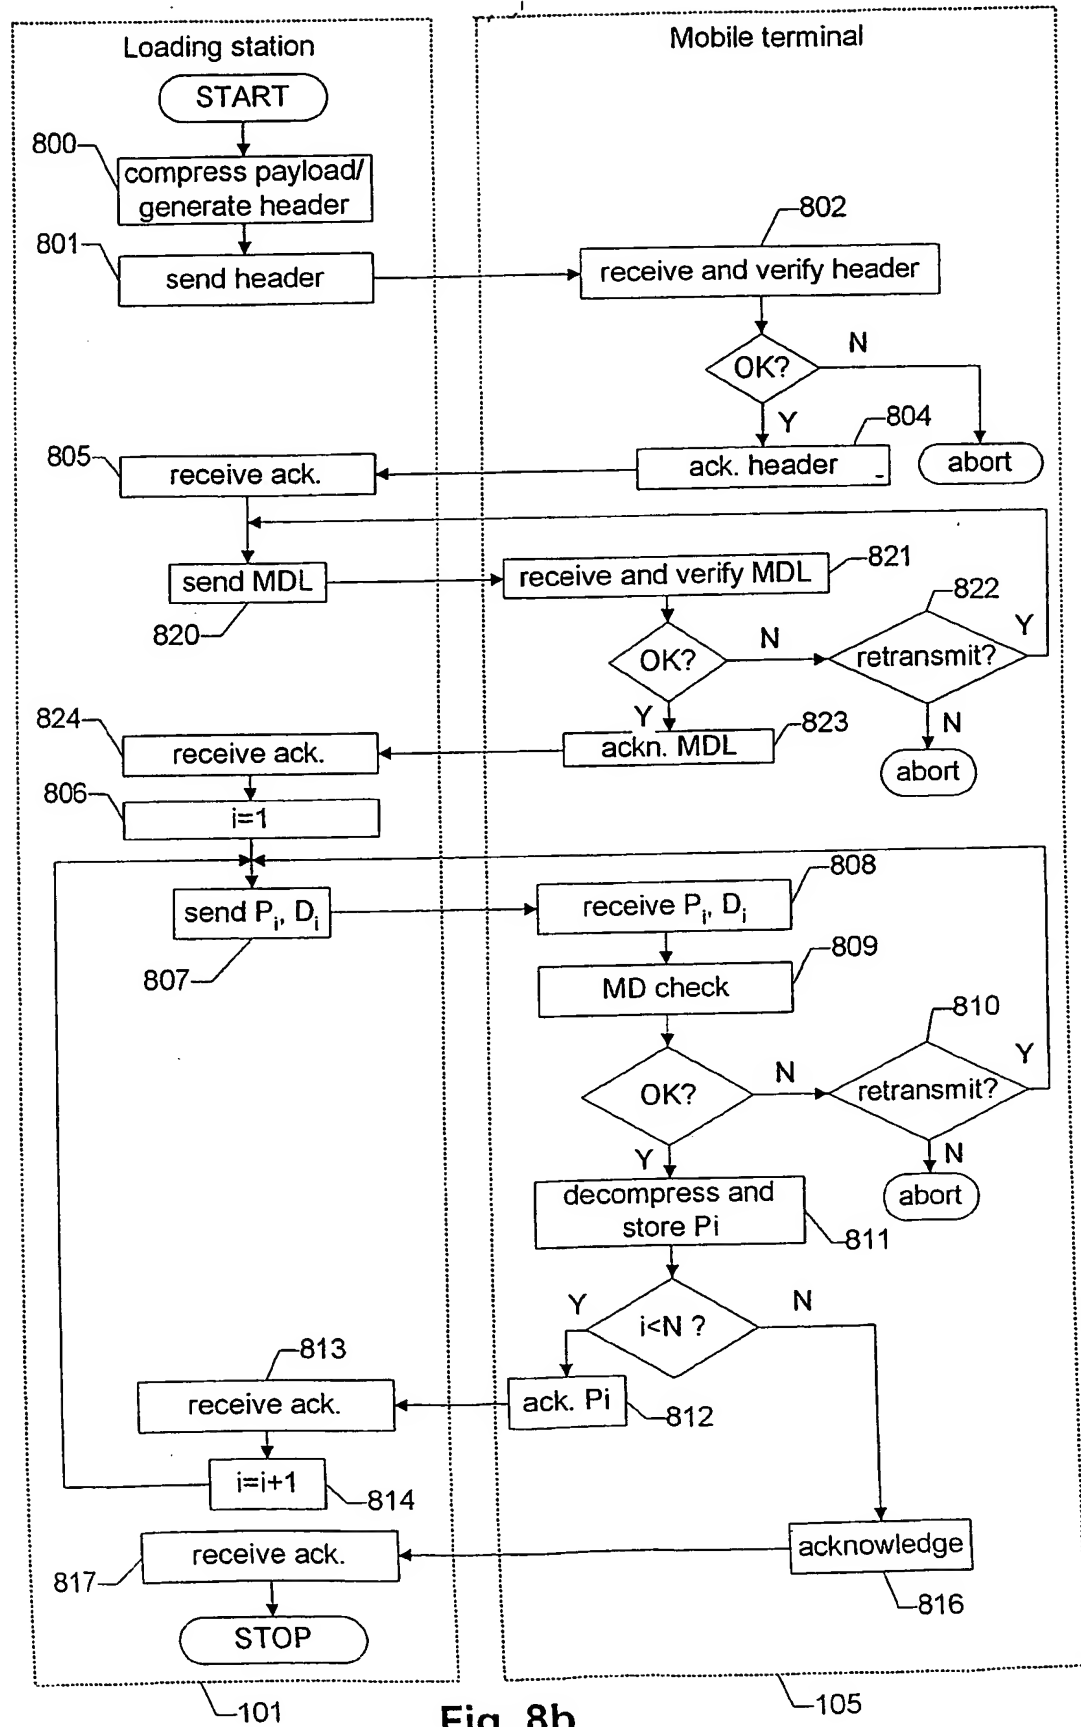 Loading station
Mobile terminal
START
800
compress payload/
generate header
801
send header
802
receive and verify header
OK?
N
Y
804
abort
805
receive ack.
ack. header
send MDL
820
receive and verify MDL
821
822
OK?
N
retransmit?
Y
Y
N
824
receive ack.
ackn. MDL
823
abort
806
i=1
808
send Pi, Di
receive Pi, Di
807
809
MD check
810
OK?
N
retransmit?
Y
Y
N
abort
decompress and
store Pi
811
Y
i<N ?
N
813
receive ack.
ack. Pi
812
i=i+1
814
receive ack.
acknowledge
817
816
STOP
101
105
Fig. 8b